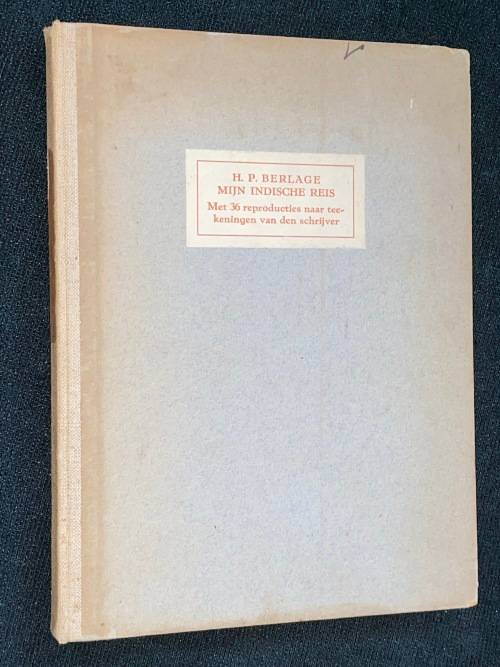 H. P. BERLAGE
MIJN INDISCHE REIS
Met 36 reproducties naar tee-
keningen van den schrijver